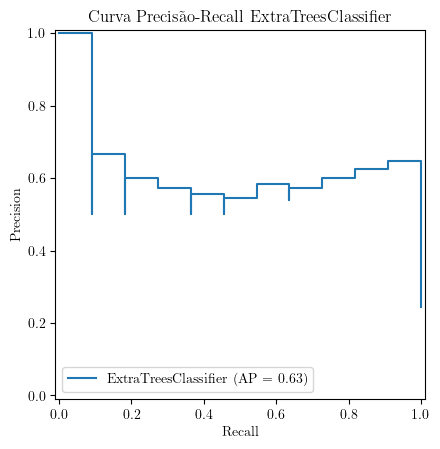 Curva Precisão-Recall ExtraTreesClassifier
1.0
0.8
0.6
0.4
0.2
0.0
Precision
ExtraTreesClassifier (AP = 0.63)
0.0 0.2 0.4 0.6 0.8 1.0
Recall